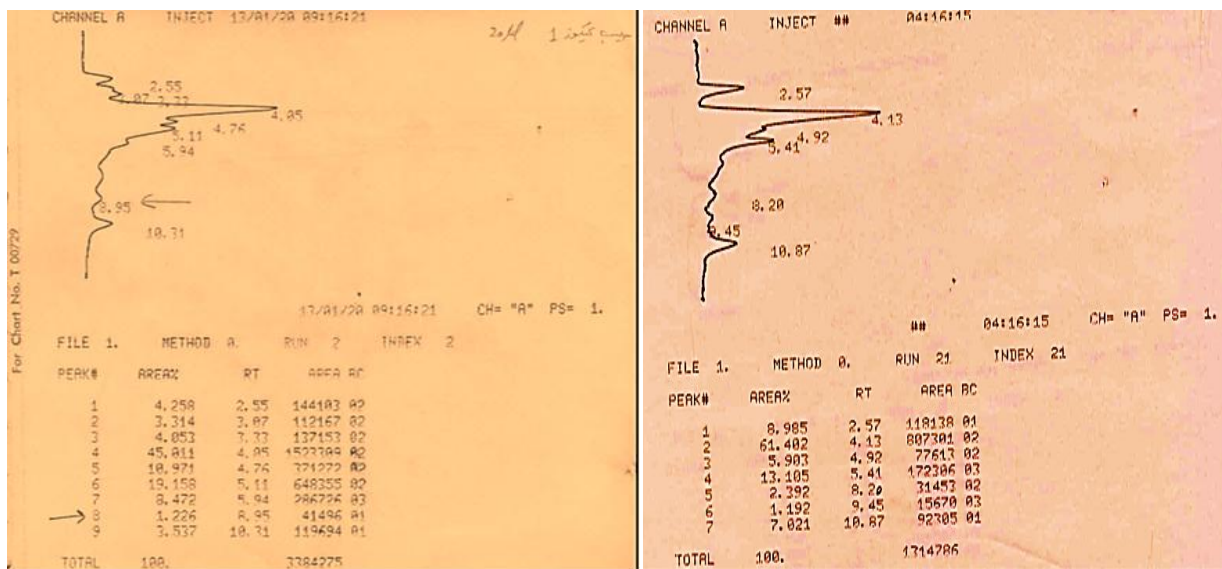 CHANNEL A INJECT 13/01/20 09:16:21
20µl
1
2.55
3.07 3.33
4.05
4.76
5.11
5.94
8.95
10.31
13/01/20 09:16:21 CH= "A" PS= 1.
FILE 1. METHOD 0. RUN 2 INDEX 2
PEAK# AREA% RT AREA BC
1 4.258 2.55 144103 02
2 3.314 3.07 112167 02
3 4.053 3.33 137153 02
4 45.011 4.05 1523309 02
5 10.971 4.76 371272 02
6 19.158 5.11 648355 02
7 8.472 5.94 286726 03
8 1.226 8.95 41496 01
9 3.537 10.31 119694 01
TOTAL 100. 3384275
For Chart No. T 00729
CHANNEL A INJECT ## 04:16:15
2.57
4.13
4.92
5.41
8.20
9.45
10.87
## 04:16:15 CH= "A" PS= 1.
FILE 1. METHOD 0. RUN 21 INDEX 21
PEAK# AREA% RT AREA BC
1 8.985 2.57 118138 01
2 61.402 4.13 807301 02
3 5.903 4.92 77613 02
4 13.105 5.41 172306 03
5 2.392 8.20 31453 02
6 1.192 9.45 15670 03
7 7.021 10.87 92305 01
TOTAL 100. 1314786